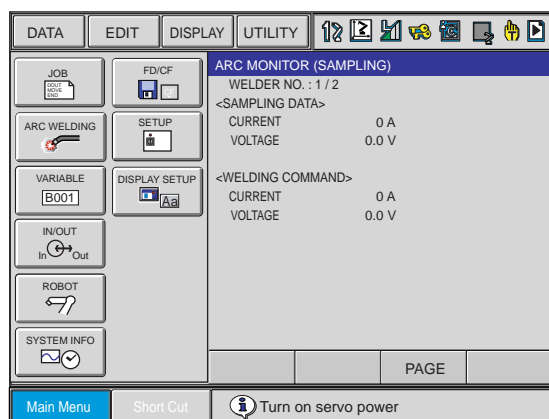 DATA EDIT DISPLAY UTILITY
JOB
DOUT
MOVE
END
FD/CF
CF
ARC WELDING
SETUP
VARIABLE
B001
DISPLAY SETUP
Aa
IN/OUT
In Out
ROBOT
SYSTEM INFO
ARC MONITOR (SAMPLING)
WELDER NO. : 1 / 2
<SAMPLING DATA>
CURRENT 0 A
VOLTAGE 0.0 V
<WELDING COMMAND>
CURRENT 0 A
VOLTAGE 0.0 V
PAGE
Main Menu Short Cut Turn on servo power